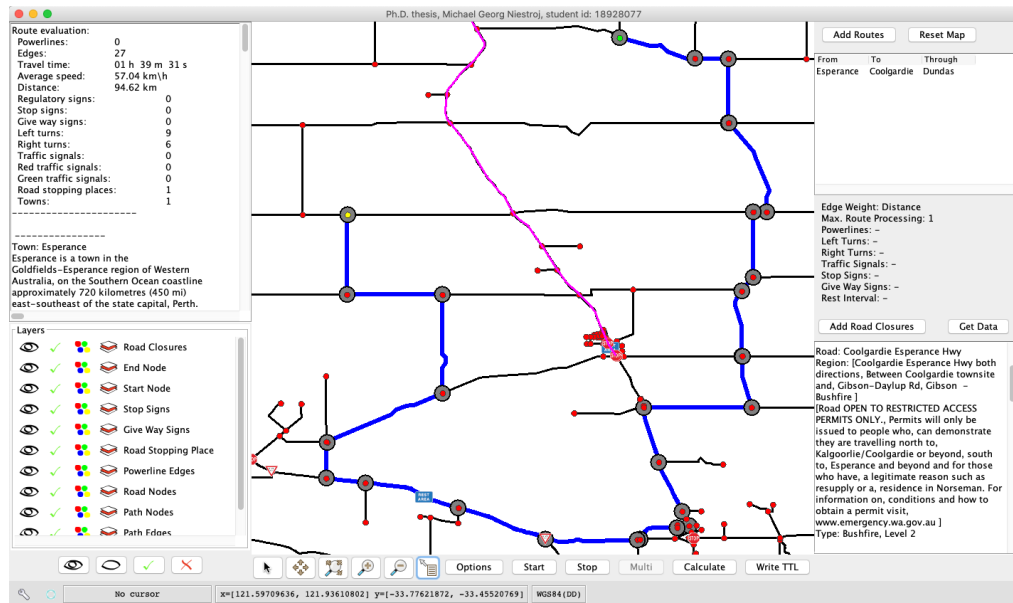 Ph.D. thesis, Michael Georg Niestroj, student id: 18928077
Route evaluation:
Powerlines: 0
Edges: 27
Travel time: 01 h 39 m 31 s
Average speed: 57.04 km\h
Distance: 94.62 km
Regulatory signs: 0
Stop signs: 0
Give way signs: 0
Left turns: 9
Right turns: 6
Traffic signals: 0
Red traffic signals: 0
Green traffic signals: 0
Road stopping places: 1
Towns: 1
------------------------
----------------
Town: Esperance
Esperance is a town in the
Goldfields-Esperance region of Western
Australia, on the Southern Ocean coastline
approximately 720 kilometres (450 mi)
east-southeast of the state capital, Perth.
Layers
Road Closures
End Node
Start Node
Stop Signs
Give Way Signs
Road Stopping Place
Powerline Edges
Road Nodes
Path Nodes
Path Edges
REST
AREA
STOP
Add Routes Reset Map
From To Through
Esperance Coolgardie Dundas
Edge Weight: Distance
Max. Route Processing: 1
Powerlines: -
Left Turns: -
Right Turns: -
Traffic Signals: -
Stop Signs: -
Give Way Signs: -
Rest Interval: -
Add Road Closures Get Data
Road: Coolgardie Esperance Hwy
Region: [Coolgardie Esperance Hwy both
directions, Between Coolgardie townsite
and, Gibson-Daylup Rd, Gibson -
Bushfire ]
[Road OPEN TO RESTRICTED ACCESS
PERMITS ONLY., Permits will only be
issued to people who, can demonstrate
they are travelling north to,
Kalgoorlie/Coolgardie or beyond, south
to, Esperance and beyond and for those
who have, a legitimate reason such as
resupply or a, residence in Norseman. For
information on, conditions and how to
obtain a permit visit,
www.emergency.wa.gov.au ]
Type: Bushfire, Level 2
Options Start Stop Multi Calculate Write TTL
No cursor x=[121.59709636, 121.93610802] y=[-33.77621872, -33.45520769] WGS84(DD)